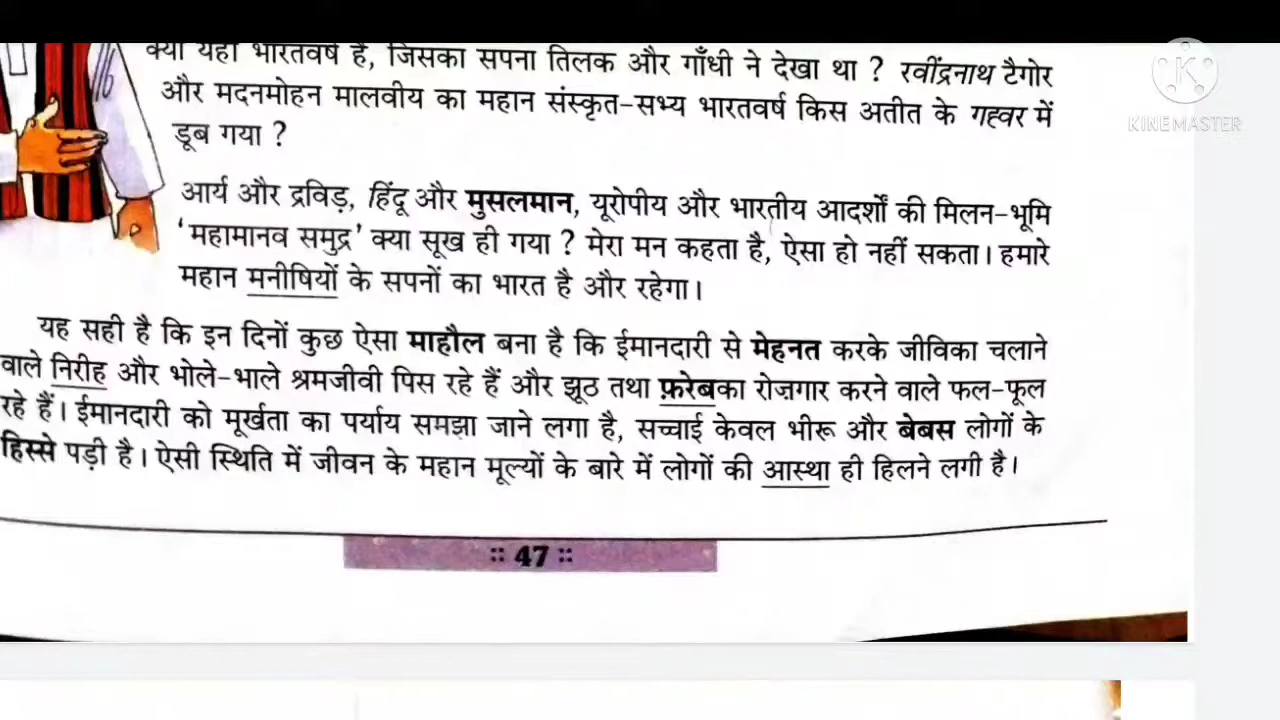 क्या यही भारतवर्ष है, जिसका सपना तिलक और गाँधी ने देखा था ? रवींद्रनाथ टैगोर
और मदनमोहन मालवीय का महान संस्कृत-सभ्य भारतवर्ष किस अतीत के गह्वर में
डूब गया ?
आर्य और द्रविड़, हिंदू और मुसलमान, यूरोपीय और भारतीय आदर्शों की मिलन-भूमि
‘महामानव समुद्र’ क्या सूख ही गया ? मेरा मन कहता है, ऐसा हो नहीं सकता। हमारे
महान मनीषियों के सपनों का भारत है और रहेगा।
यह सही है कि इन दिनों कुछ ऐसा माहौल बना है कि ईमानदारी से मेहनत करके जीविका चलाने
वाले निरीह और भोले-भाले श्रमजीवी पिस रहे हैं और झूठ तथा फ़रेबका रोज़गार करने वाले फल-फूल
रहे हैं। ईमानदारी को मूर्खता का पर्याय समझा जाने लगा है, सच्चाई केवल भीरू और बेबस लोगों के
हिस्से पड़ी है। ऐसी स्थिति में जीवन के महान मूल्यों के बारे में लोगों की आस्था ही हिलने लगी है।
:: 47 ::
K
KINEMASTER